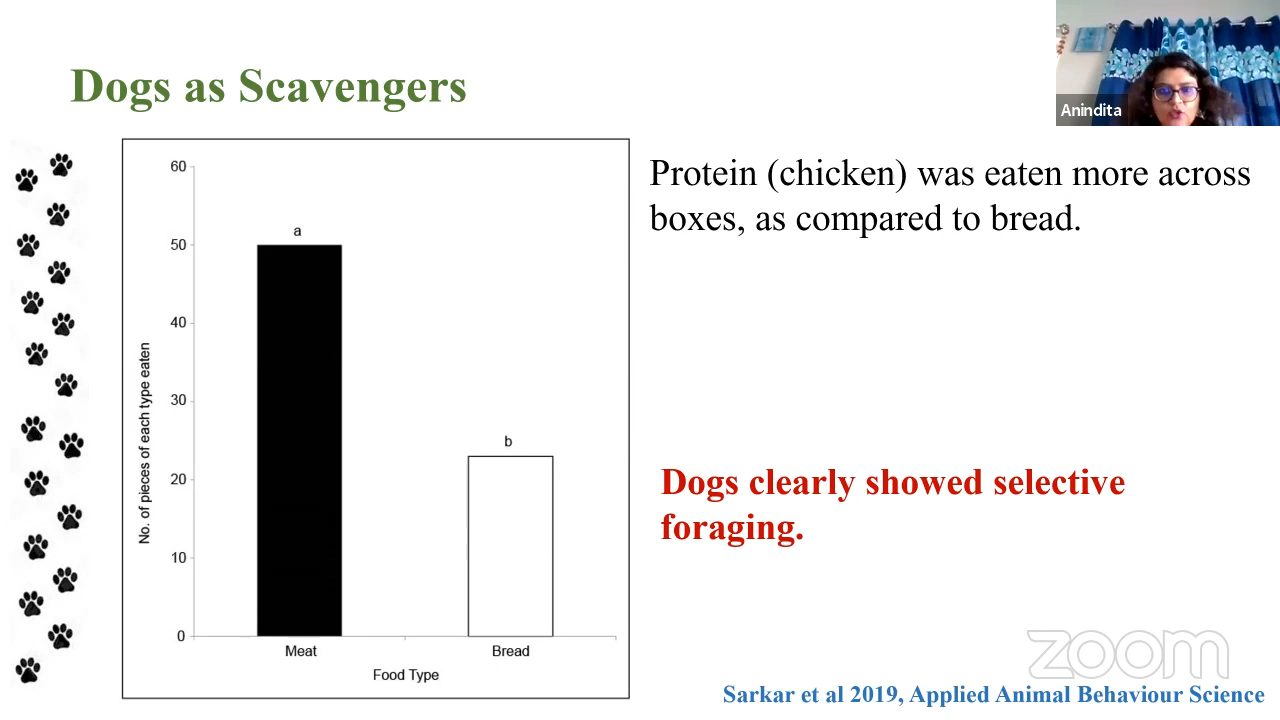 Dogs as Scavengers
Anindita
60
50
40
30
20
10
0
No. of pieces of each type eaten
a
b
Meat
Bread
Food Type
Protein (chicken) was eaten more across
boxes, as compared to bread.
Dogs clearly showed selective
foraging.
zoom
Sarkar et al 2019, Applied Animal Behaviour Science